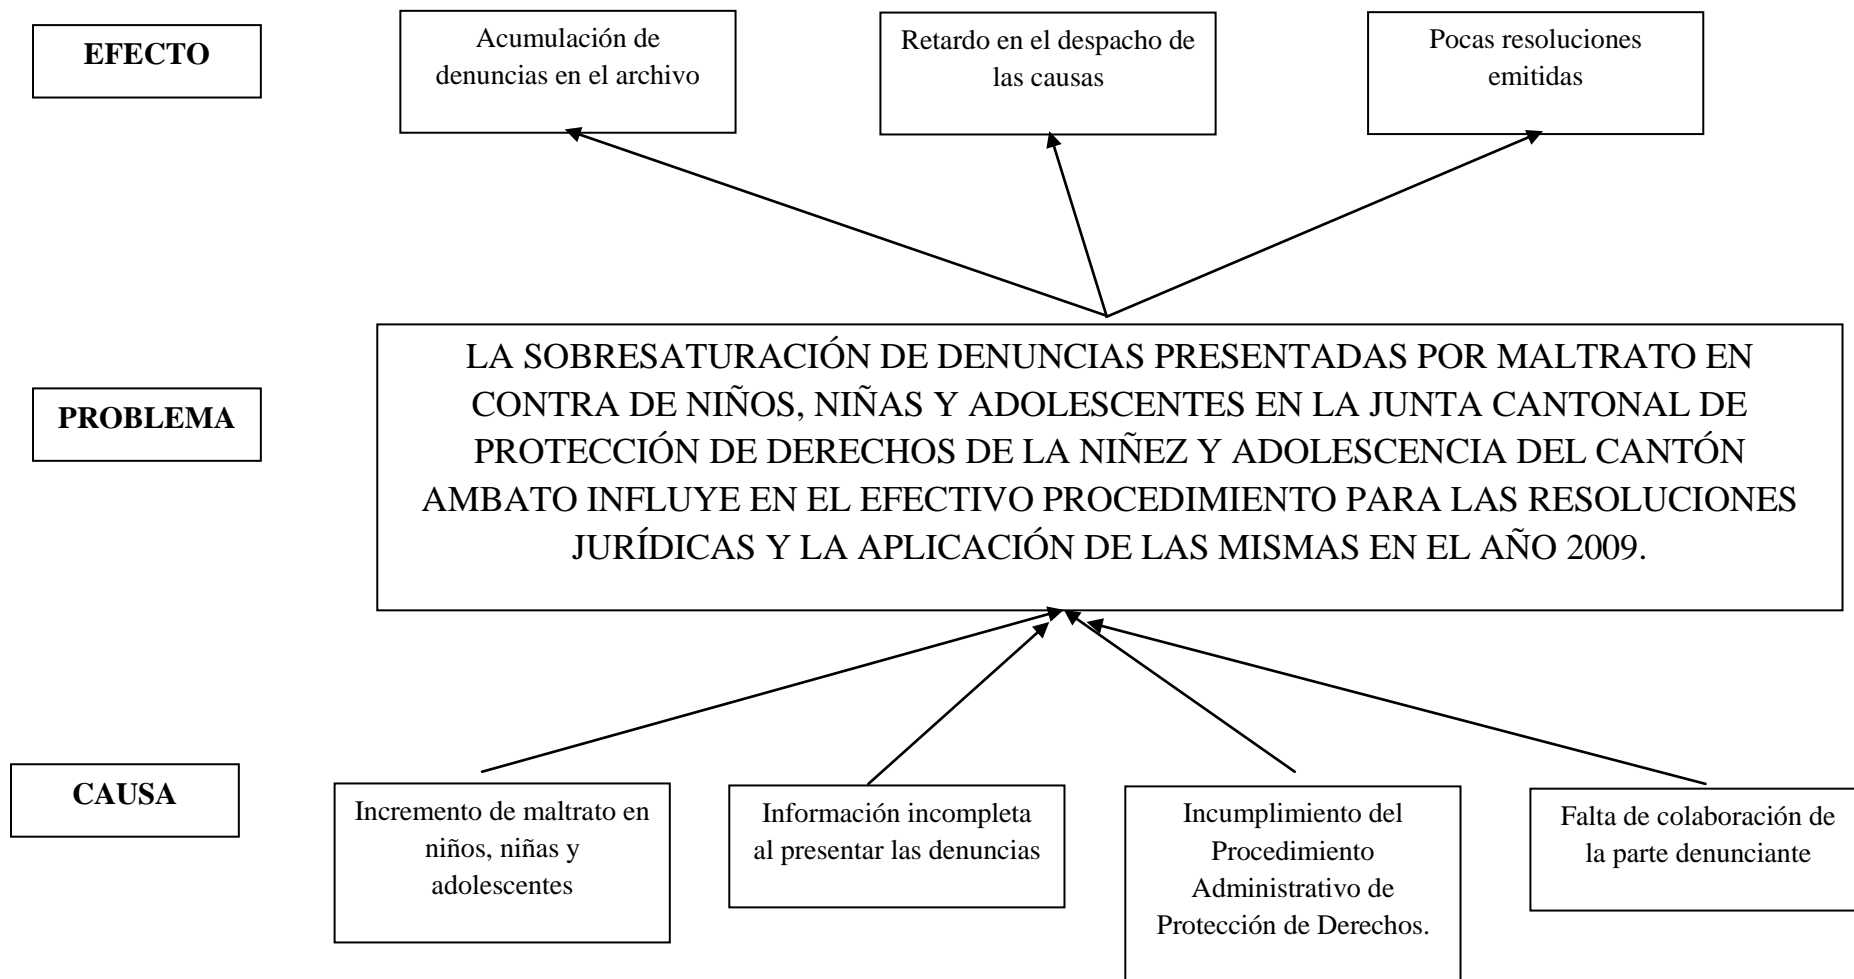 EFECTO
Acumulación de
denuncias en el archivo
Retardo en el despacho de
las causas
Pocas resoluciones
emitidas
PROBLEMA
LA SOBRESATURACIÓN DE DENUNCIAS PRESENTADAS POR MALTRATO EN
CONTRA DE NIÑOS, NIÑAS Y ADOLESCENTES EN LA JUNTA CANTONAL DE
PROTECCIÓN DE DERECHOS DE LA NIÑEZ Y ADOLESCENCIA DEL CANTÓN
AMBATO INFLUYE EN EL EFECTIVO PROCEDIMIENTO PARA LAS RESOLUCIONES
JURÍDICAS Y LA APLICACIÓN DE LAS MISMAS EN EL AÑO 2009.
CAUSA
Incremento de maltrato en
niños, niñas y
adolescentes
Información incompleta
al presentar las denuncias
Incumplimiento del
Procedimiento
Administrativo de
Protección de Derechos.
Falta de colaboración de
la parte denunciante